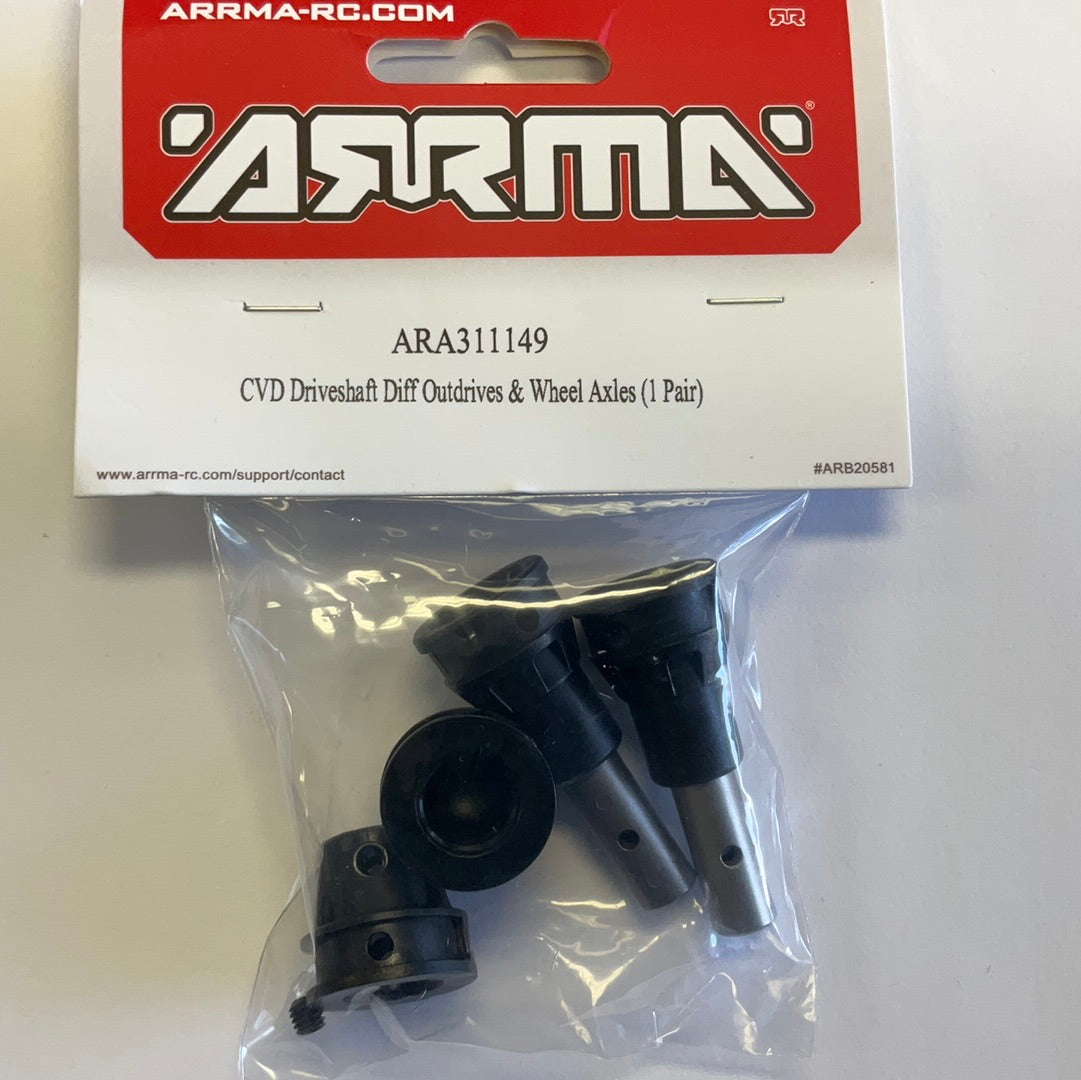 ARRMA-RC.COM
ARRMA®
ARA311149
CVD Driveshaft Diff Outdrives & Wheel Axles (1 Pair)
www.arrma-rc.com/support/contact
#ARB20581